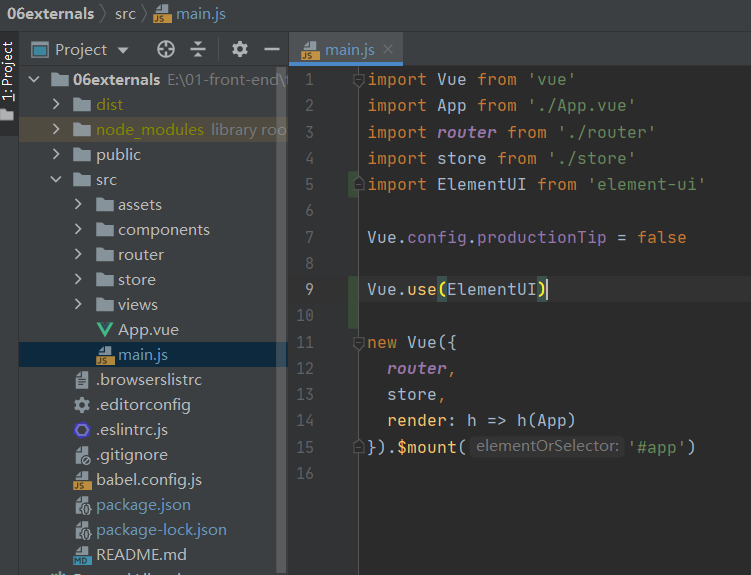 06externals src main.js
1: Project
Project
main.js
06externals E:\01-front-end\
dist
node_modules library roo
public
src
assets
components
router
store
views
App.vue
main.js
.browserslistrc
.editorconfig
.eslintrc.js
.gitignore
babel.config.js
package.json
package-lock.json
README.md
1 import Vue from 'vue'
2 import App from './App.vue'
3 import router from './router'
4 import store from './store'
5 import ElementUI from 'element-ui'
6
7 Vue.config.productionTip = false
8
9 Vue.use(ElementUI)
10
11 new Vue({
12 router,
13 store,
14 render: h => h(App)
15 }).$mount( elementOrSelector: '#app')
16